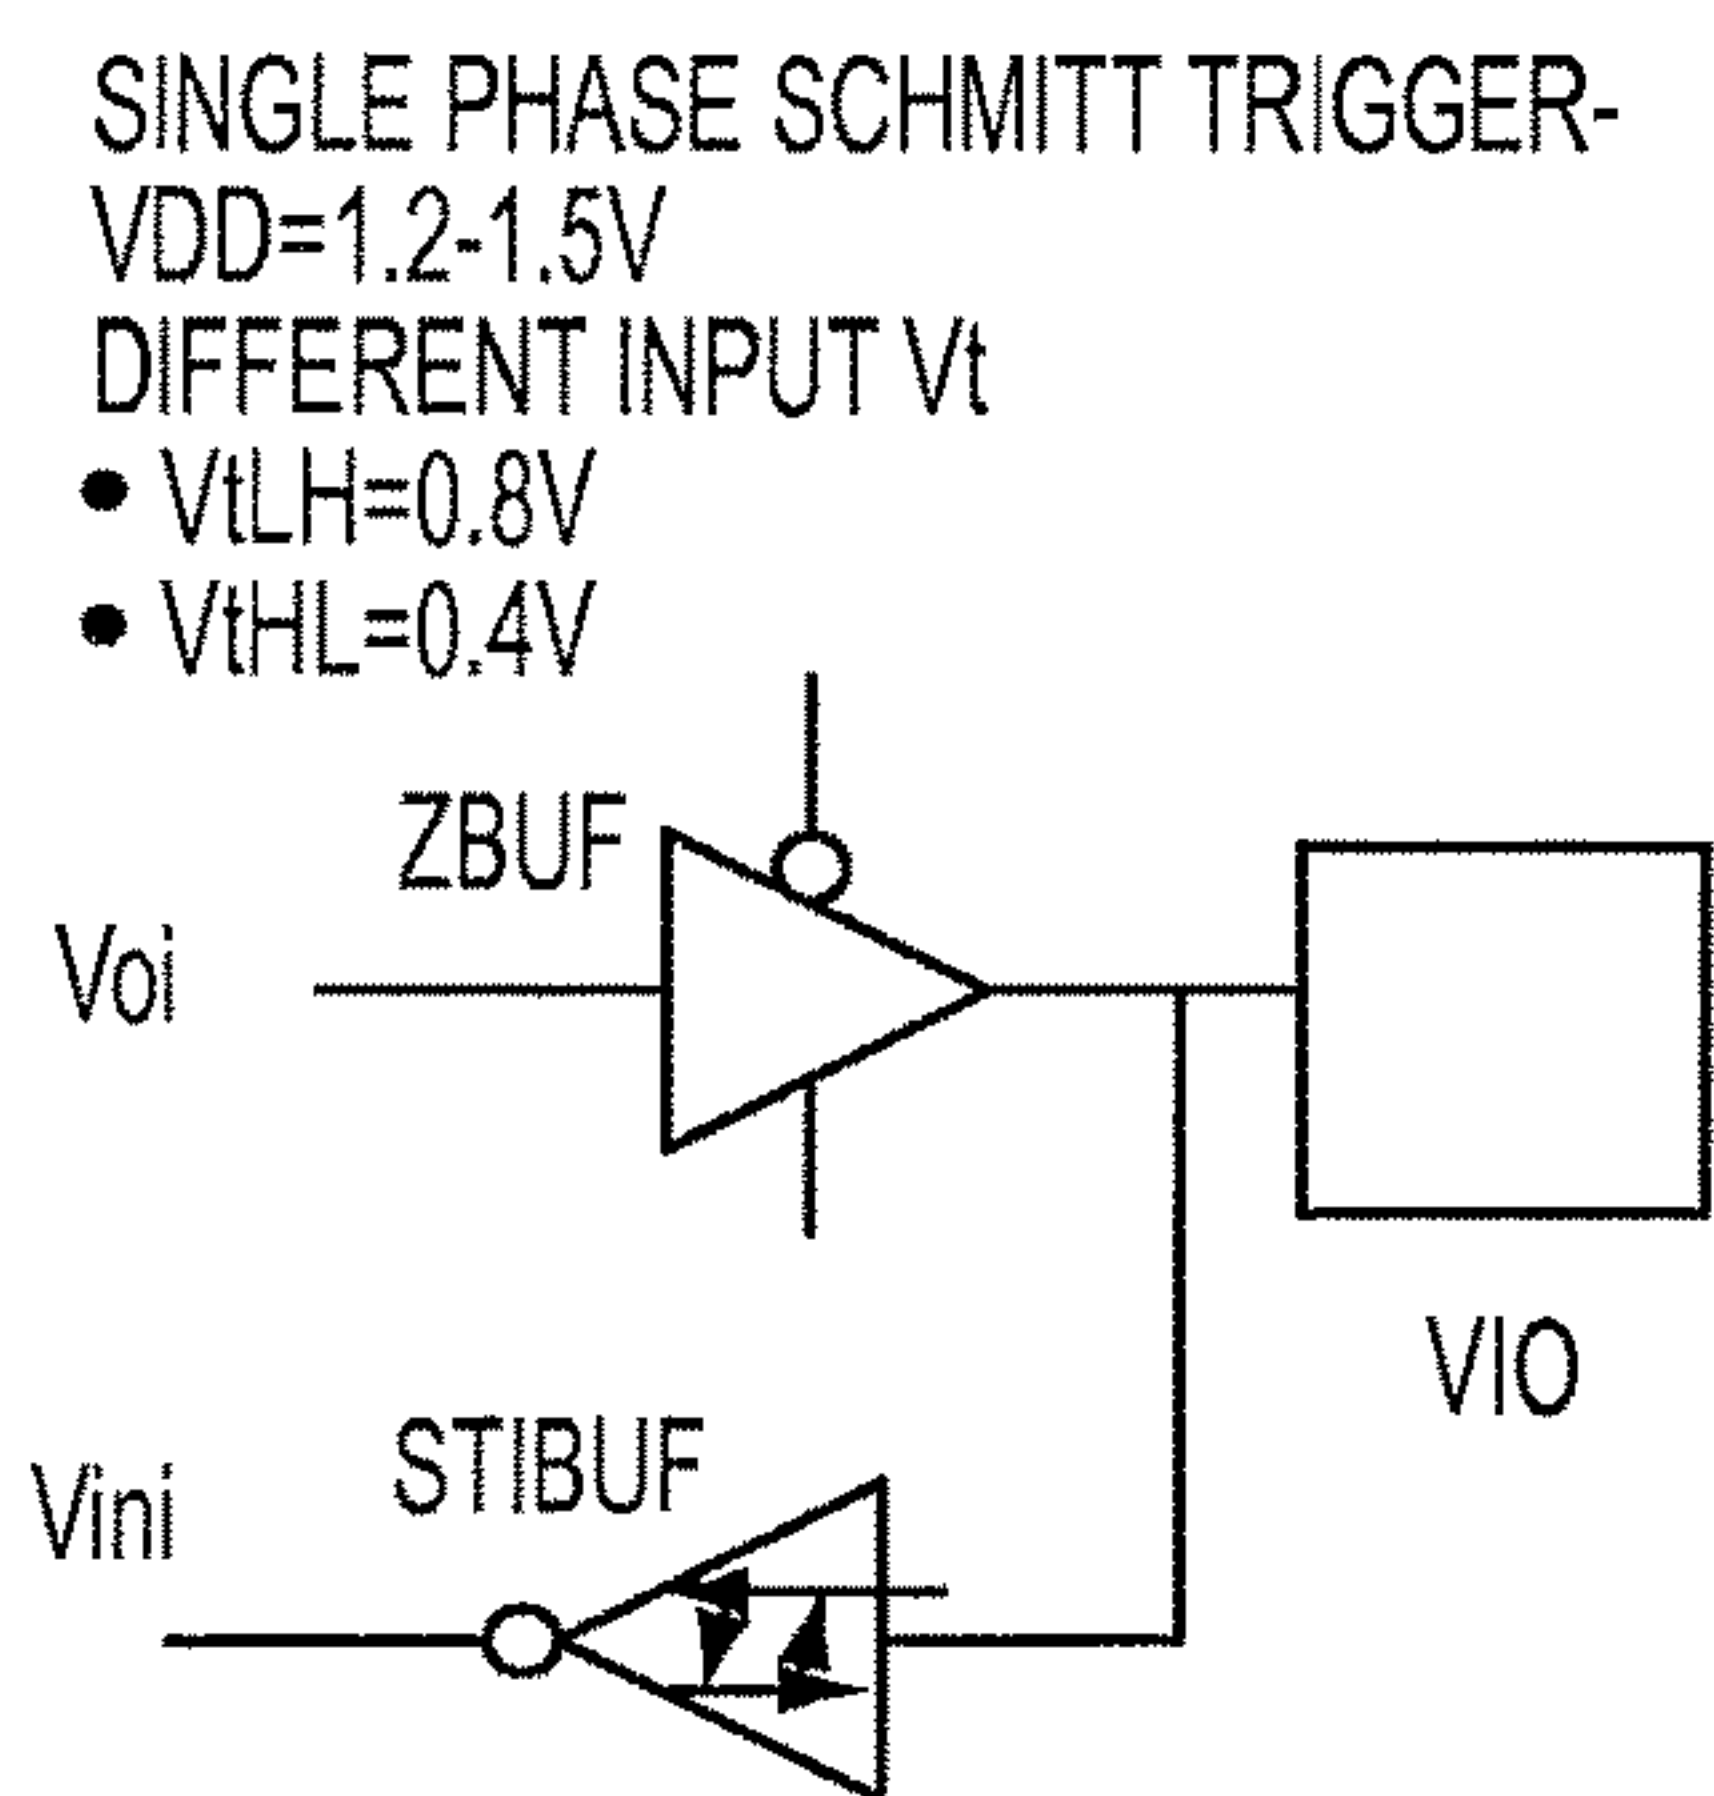 SINGLE PHASE SCHMITT TRIGGER-
VDD=1.2-1.5V
DIFFERENT INPUT Vt
● VtLH=0.8V
● VtHL=0.4V
ZBUF
Voi
VIO
STIBUF
Vini